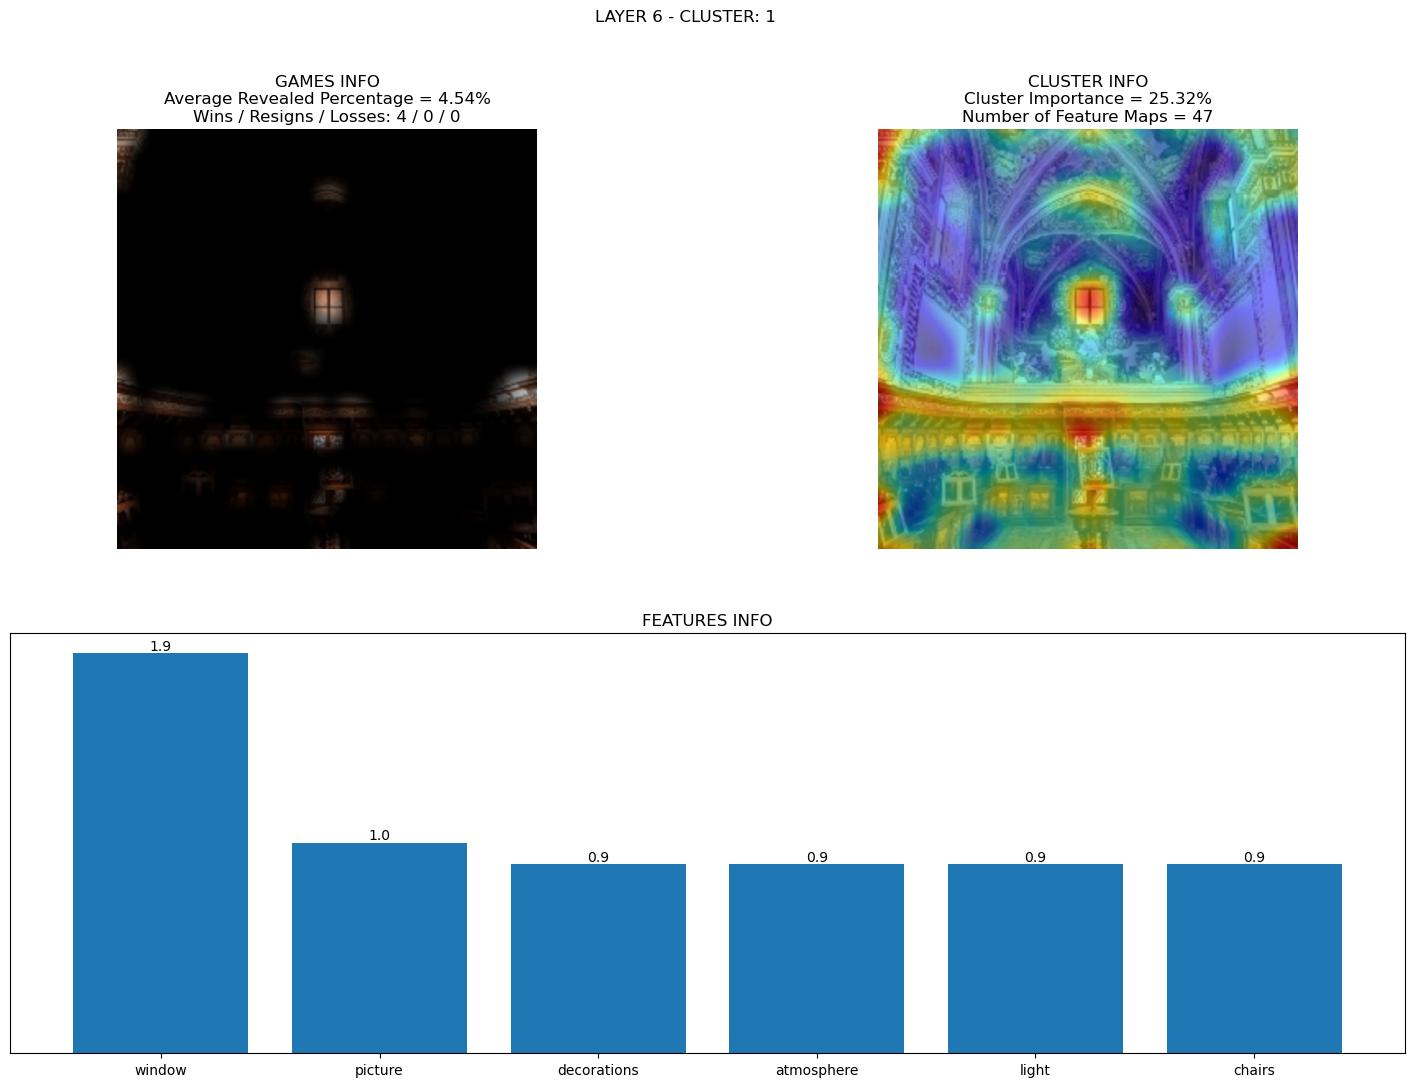 LAYER 6 - CLUSTER: 1
GAMES INFO
Average Revealed Percentage = 4.54%
Wins / Resigns / Losses: 4 / 0 / 0
CLUSTER INFO
Cluster Importance = 25.32%
Number of Feature Maps = 47
FEATURES INFO
1.9
1.0
0.9
0.9
0.9
0.9
window
picture
decorations
atmosphere
light
chairs